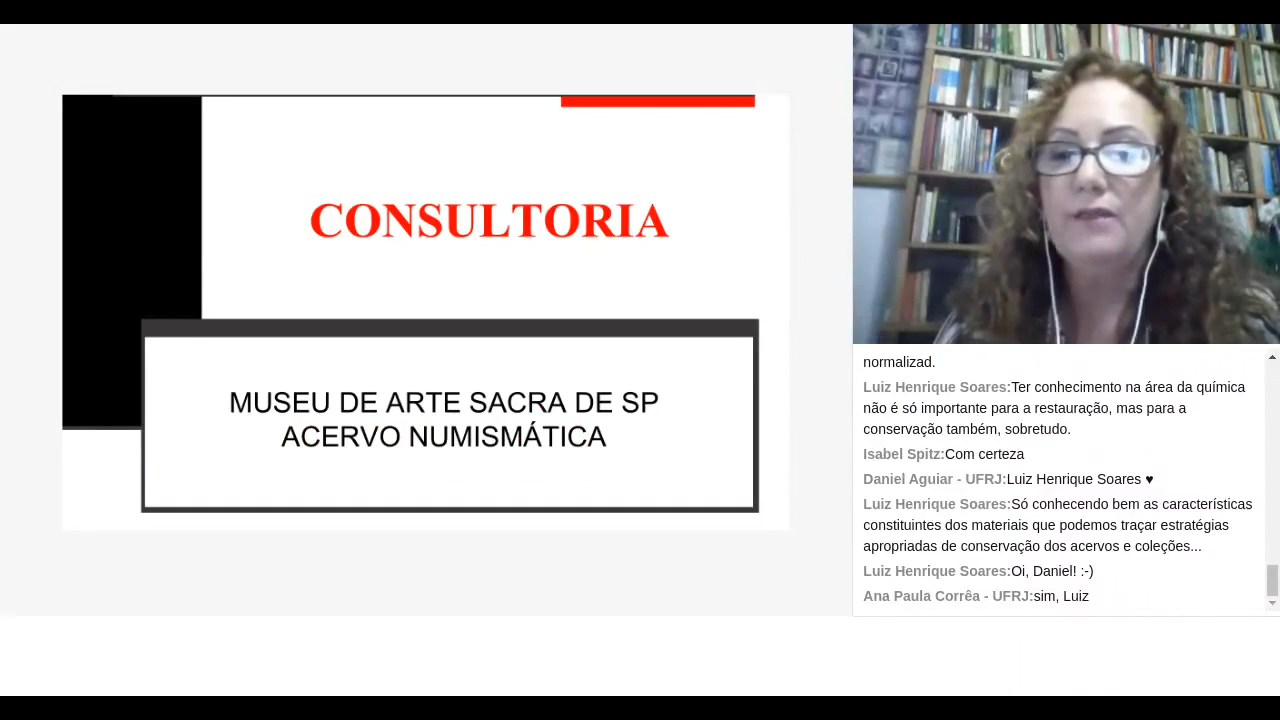 CONSULTORIA
MUSEU DE ARTE SACRA DE SP
ACERVO NUMISMÁTICA
normalizad.
Luiz Henrique Soares:Ter conhecimento na área da química
não é só importante para a restauração, mas para a
conservação também, sobretudo.
Isabel Spitz:Com certeza
Daniel Aguiar - UFRJ:Luiz Henrique Soares ♥
Luiz Henrique Soares:Só conhecendo bem as características
constituintes dos materiais que podemos traçar estratégias
apropriadas de conservação dos acervos e coleções...
Luiz Henrique Soares:Oi, Daniel! :-)
Ana Paula Corrêa - UFRJ:sim, Luiz